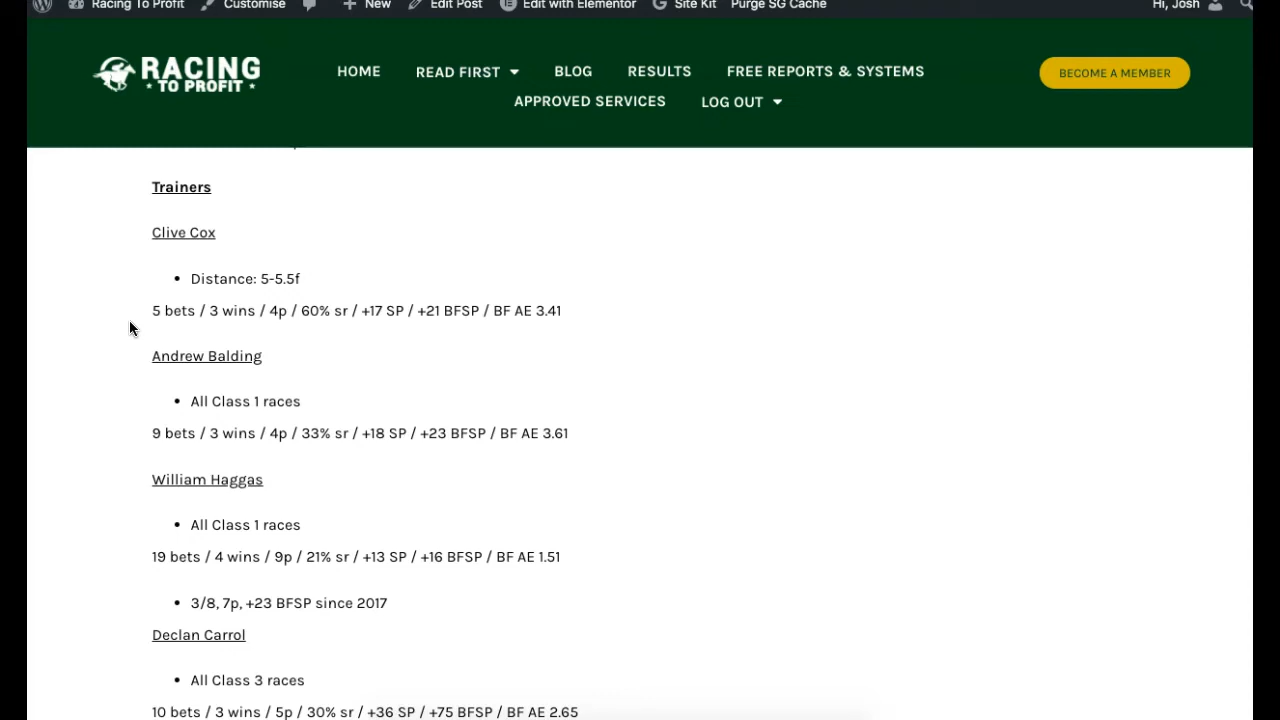 Racing To Profit Customise New Edit Post Edit with Elementor Site Kit Purge SG Cache Hi, Josh
RACING
TO PROFIT
HOME READ FIRST BLOG RESULTS FREE REPORTS & SYSTEMS
APPROVED SERVICES LOG OUT
BECOME A MEMBER
Trainers
Clive Cox
• Distance: 5-5.5f
5 bets / 3 wins / 4p / 60% sr / +17 SP / +21 BFSP / BF AE 3.41
Andrew Balding
• All Class 1 races
9 bets / 3 wins / 4p / 33% sr / +18 SP / +23 BFSP / BF AE 3.61
William Haggas
• All Class 1 races
19 bets / 4 wins / 9p / 21% sr / +13 SP / +16 BFSP / BF AE 1.51
• 3/8, 7p, +23 BFSP since 2017
Declan Carrol
• All Class 3 races
10 bets / 3 wins / 5p / 30% sr / +36 SP / +75 BFSP / BF AE 2.65